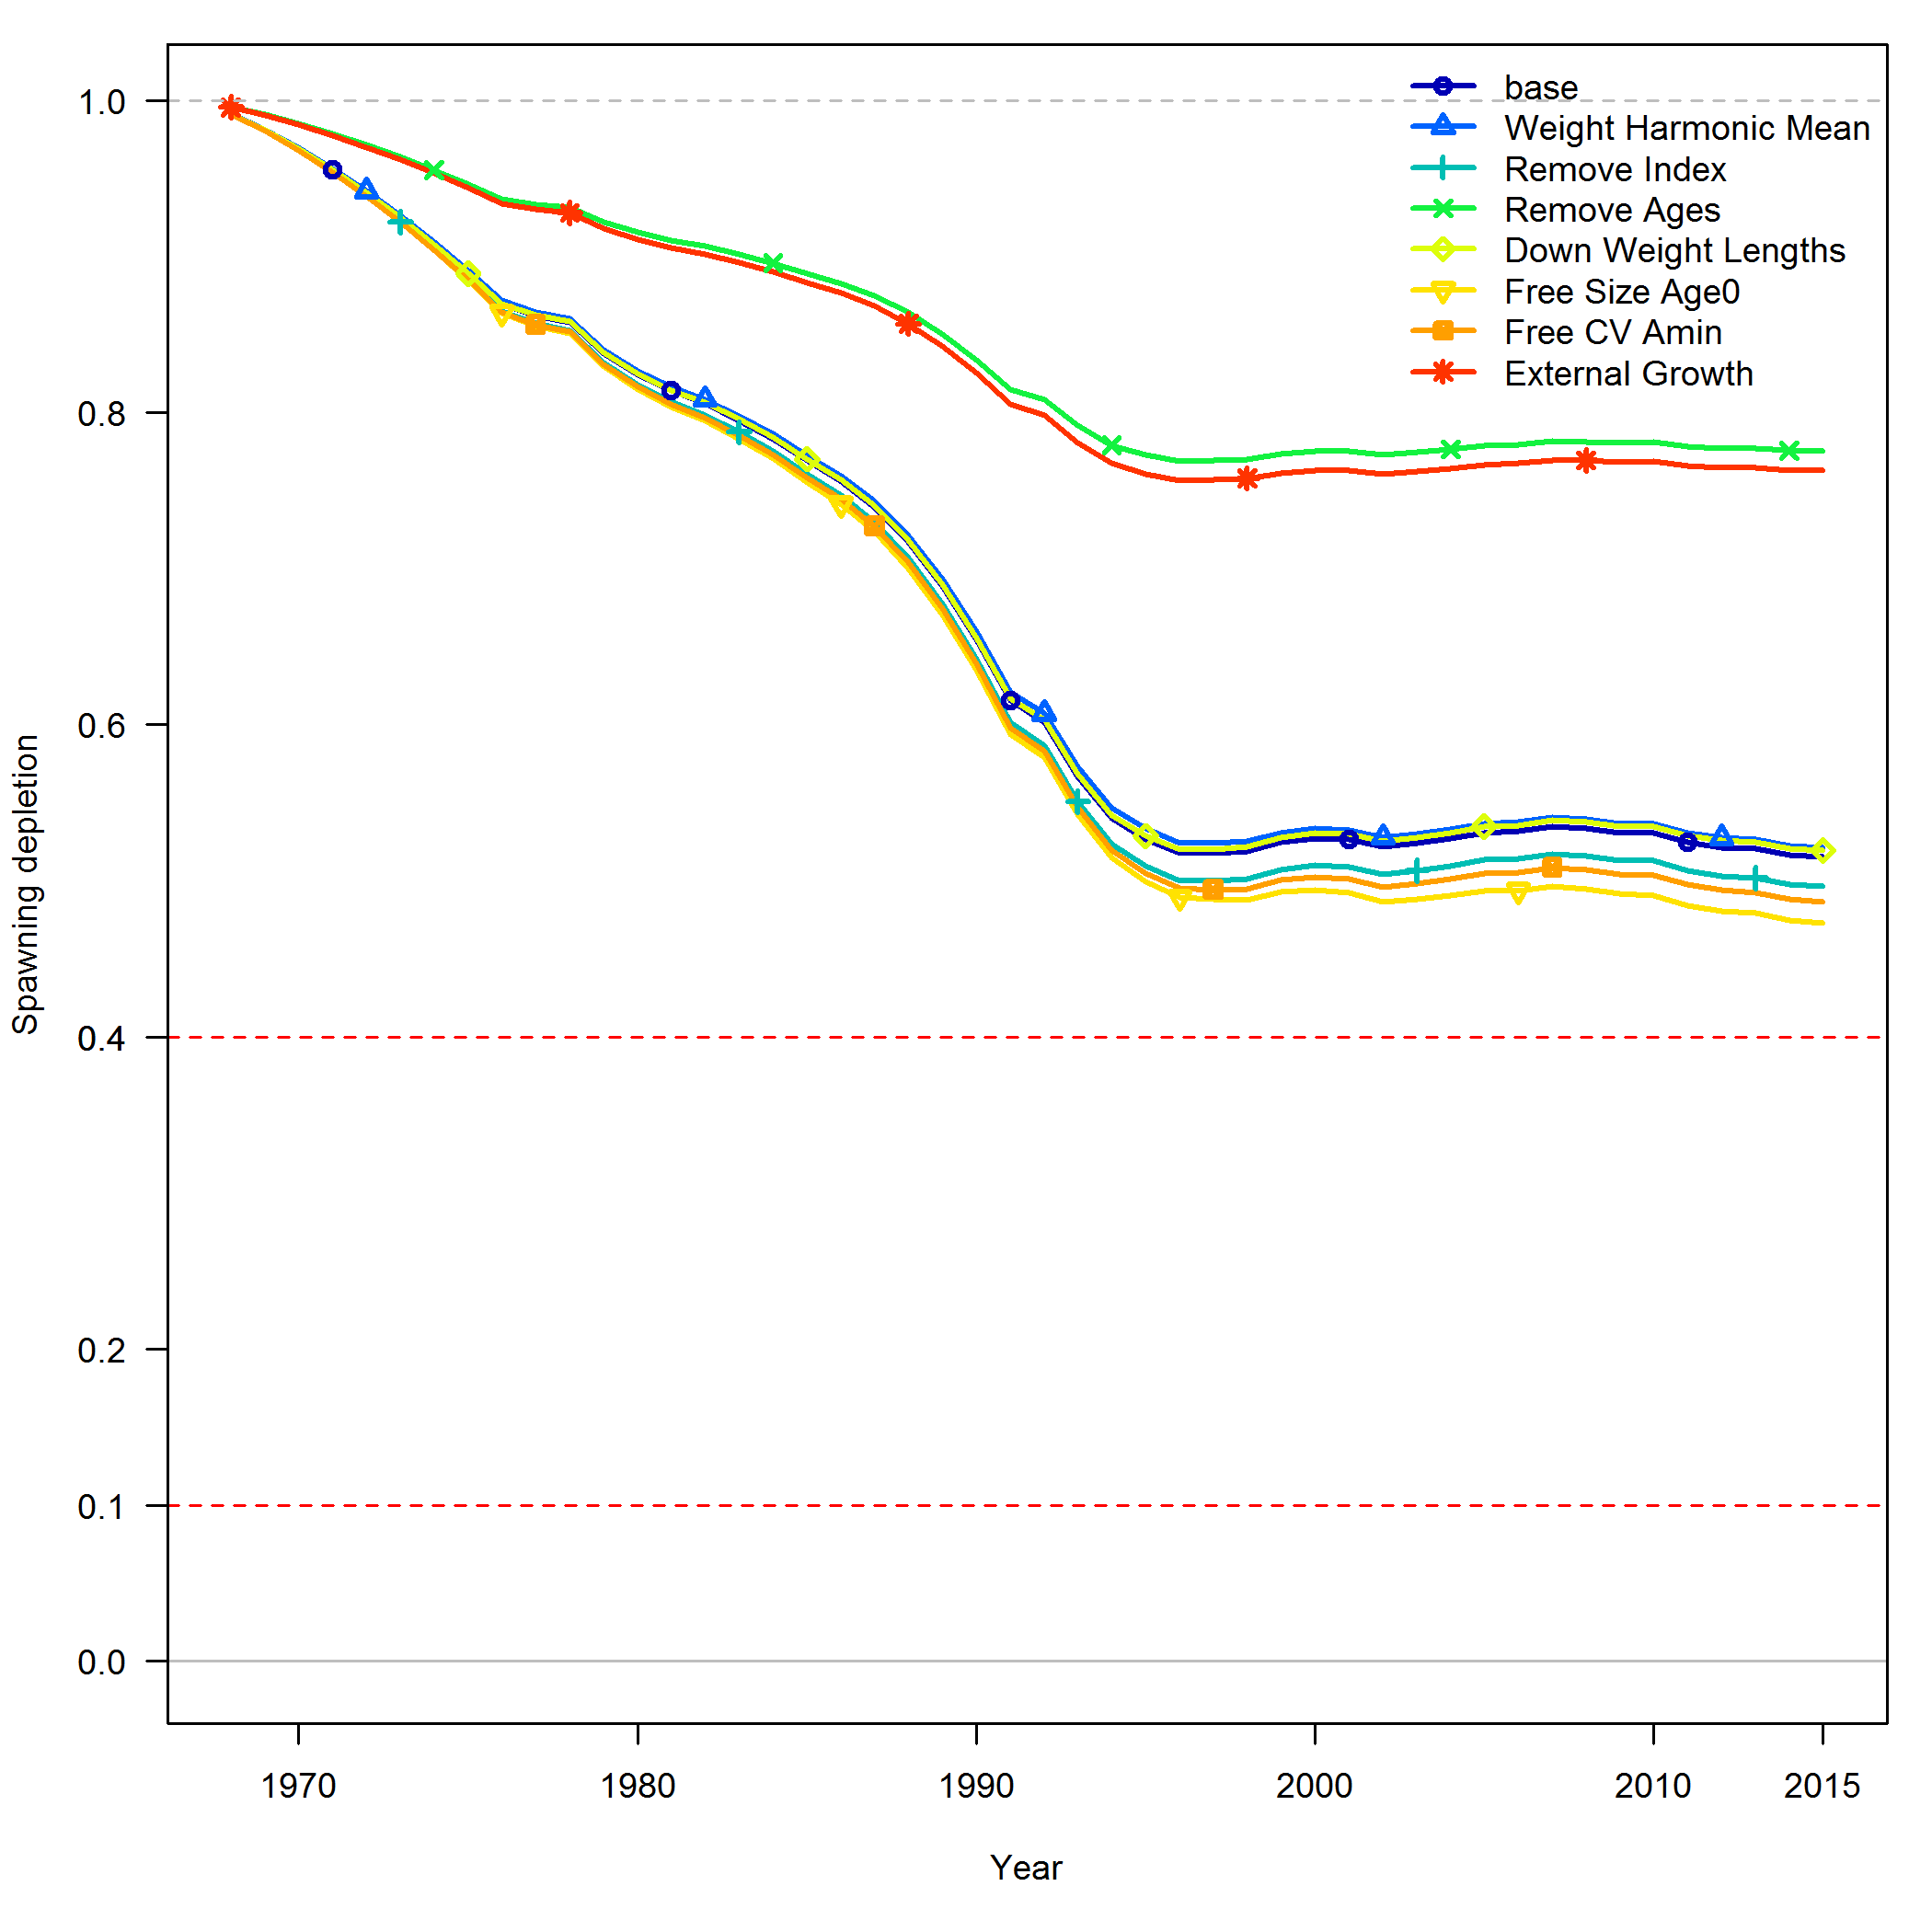 base
Weight Harmonic Mean
Remove Index
Remove Ages
Down Weight Lengths
Free Size Age0
Free CV Amin
External Growth
1.0
0.8
0.6
0.4
0.2
0.1
0.0
Spawning depletion
1970 1980 1990 2000 2010 2015
Year